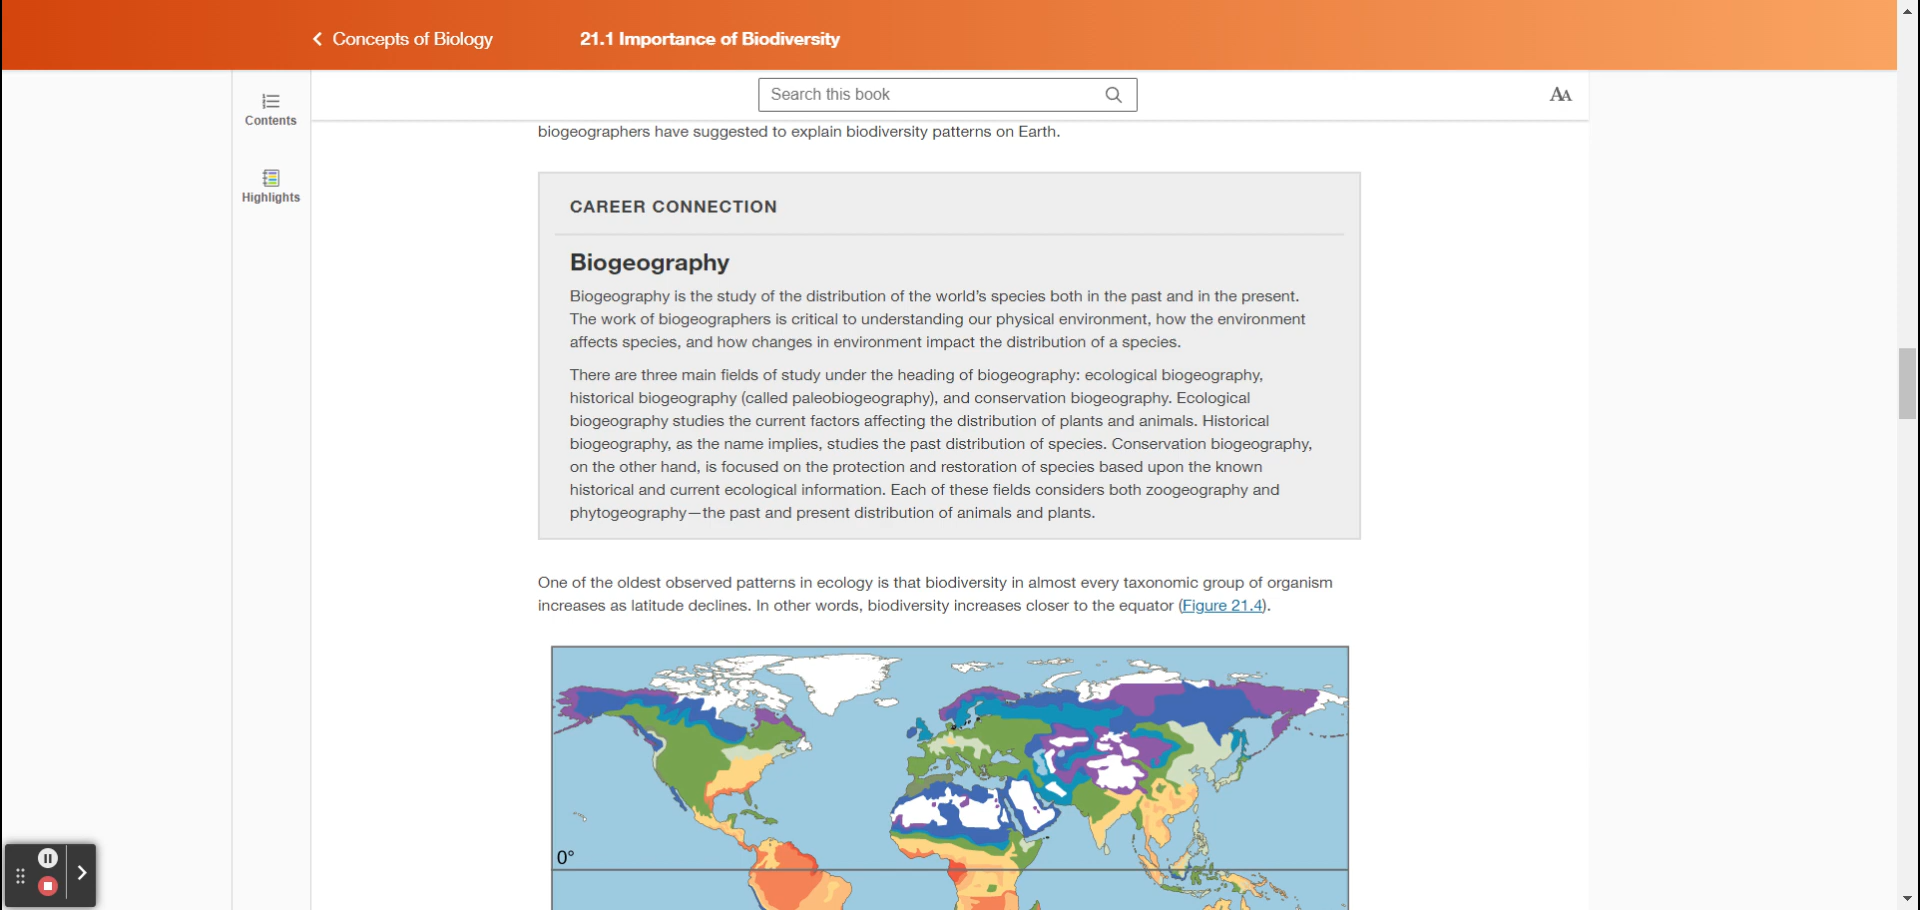 Concepts of Biology
21.1 Importance of Biodiversity
Search this book
AA
Contents
Highlights
biogeographers have suggested to explain biodiversity patterns on Earth.
CAREER CONNECTION
Biogeography
Biogeography is the study of the distribution of the world's species both in the past and in the present.
The work of biogeographers is critical to understanding our physical environment, how the environment
affects species, and how changes in environment impact the distribution of a species.
There are three main fields of study under the heading of biogeography: ecological biogeography,
historical biogeography (called paleobiogeography), and conservation biogeography. Ecological
biogeography studies the current factors affecting the distribution of plants and animals. Historical
biogeography, as the name implies, studies the past distribution of species. Conservation biogeography,
on the other hand, is focused on the protection and restoration of species based upon the known
historical and current ecological information. Each of these fields considers both zoogeography and
phytogeography—the past and present distribution of animals and plants.
One of the oldest observed patterns in ecology is that biodiversity in almost every taxonomic group of organism
increases as latitude declines. In other words, biodiversity increases closer to the equator (Figure 21.4).
0°